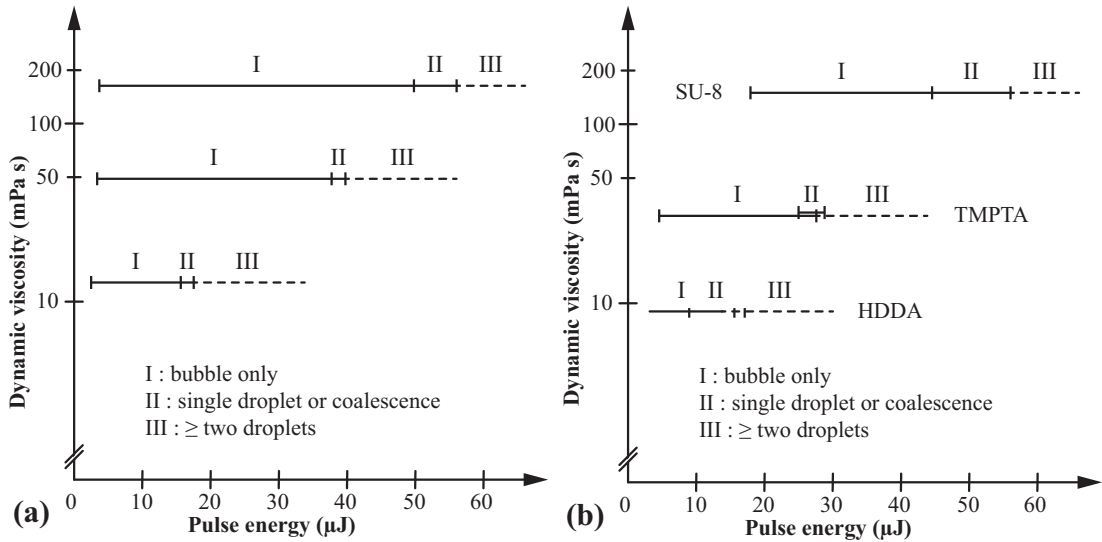 200
100
50
10
Dynamic viscosity (mPa s)
I II III
I II III
I II III
I : bubble only
II : single droplet or coalescence
III : ≥ two droplets
0 10 20 30 40 50 60
Pulse energy (μJ)
(a)
200
100
50
10
Dynamic viscosity (mPa s)
SU-8 I II III
I II III TMPTA
I II III HDDA
I : bubble only
II : single droplet or coalescence
III : ≥ two droplets
0 10 20 30 40 50 60
Pulse energy (μJ)
(b)